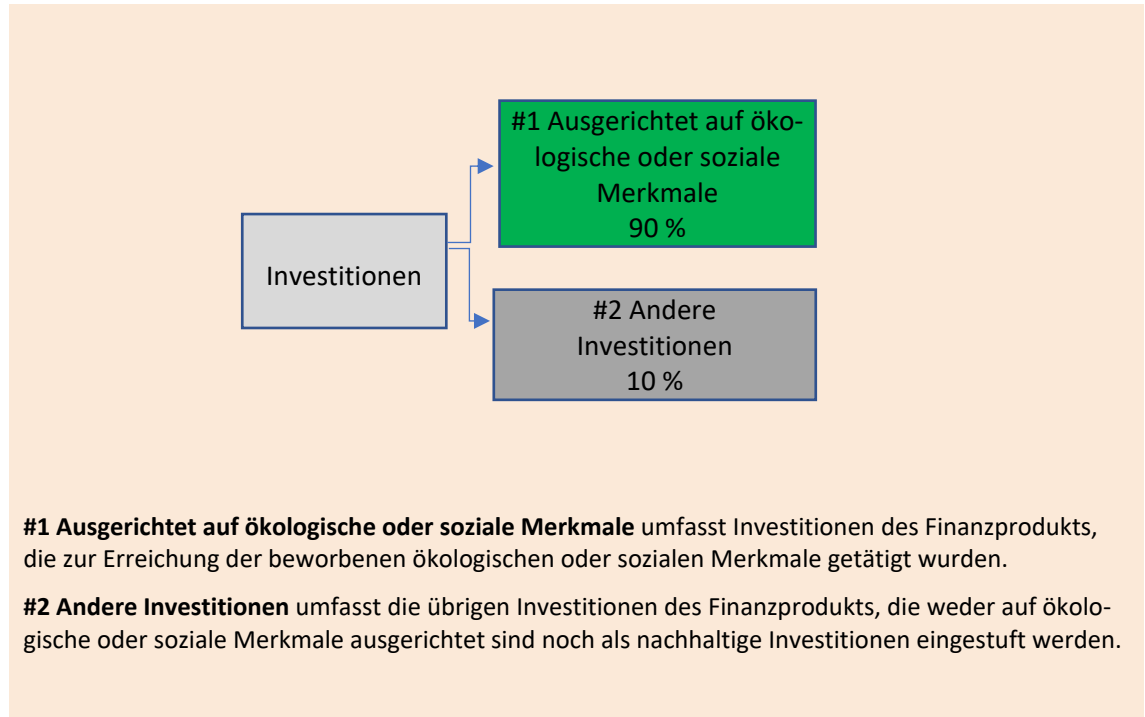 #1 Ausgerichtet auf öko-
logische oder soziale
Merkmale
90 %
Investitionen
#2 Andere
Investitionen
10 %
#1 Ausgerichtet auf ökologische oder soziale Merkmale umfasst Investitionen des Finanzprodukts,
die zur Erreichung der beworbenen ökologischen oder sozialen Merkmale getätigt wurden.
#2 Andere Investitionen umfasst die übrigen Investitionen des Finanzprodukts, die weder auf ökolo-
gische oder soziale Merkmale ausgerichtet sind noch als nachhaltige Investitionen eingestuft werden.